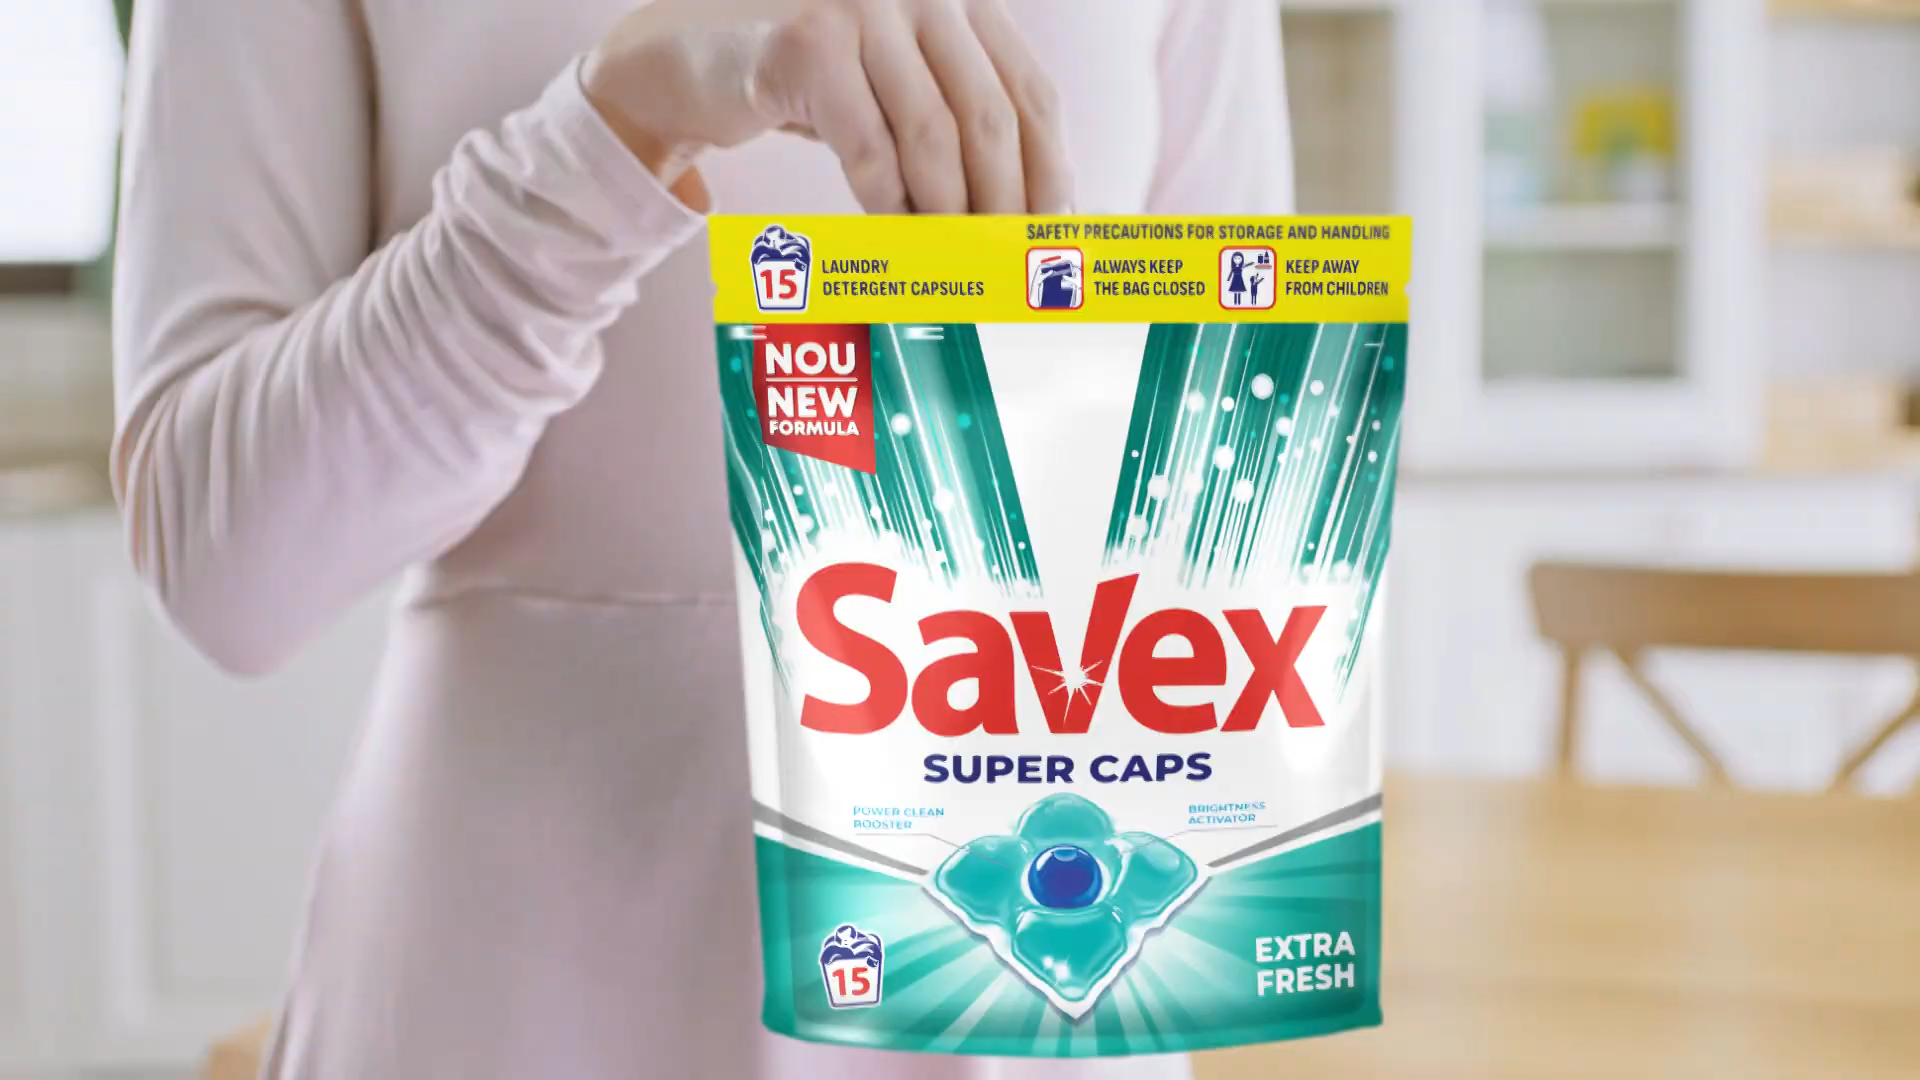 15
LAUNDRY
DETERGENT CAPSULES
SAFETY PRECAUTIONS FOR STORAGE AND HANDLING
ALWAYS KEEP
THE BAG CLOSED
KEEP AWAY
FROM CHILDREN
NOU
NEW
FORMULA
Savex
SUPER CAPS
POWER CLEAN
BOOSTER
BRIGHTNESS
ACTIVATOR
15
EXTRA
FRESH